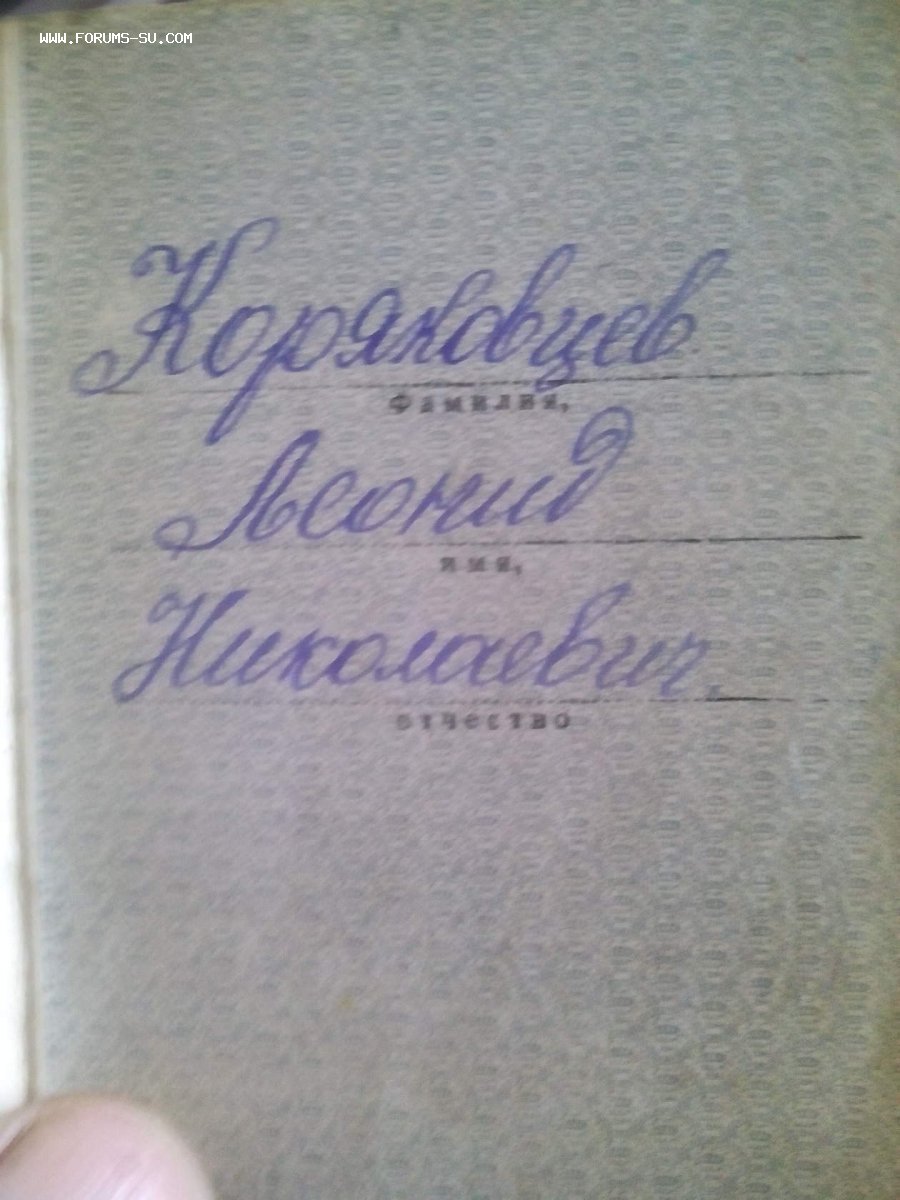 WWW.FORUMS-SU.COM
Коряковцев
Фамилия,
Леонид
имя,
Николаевич.
отчество